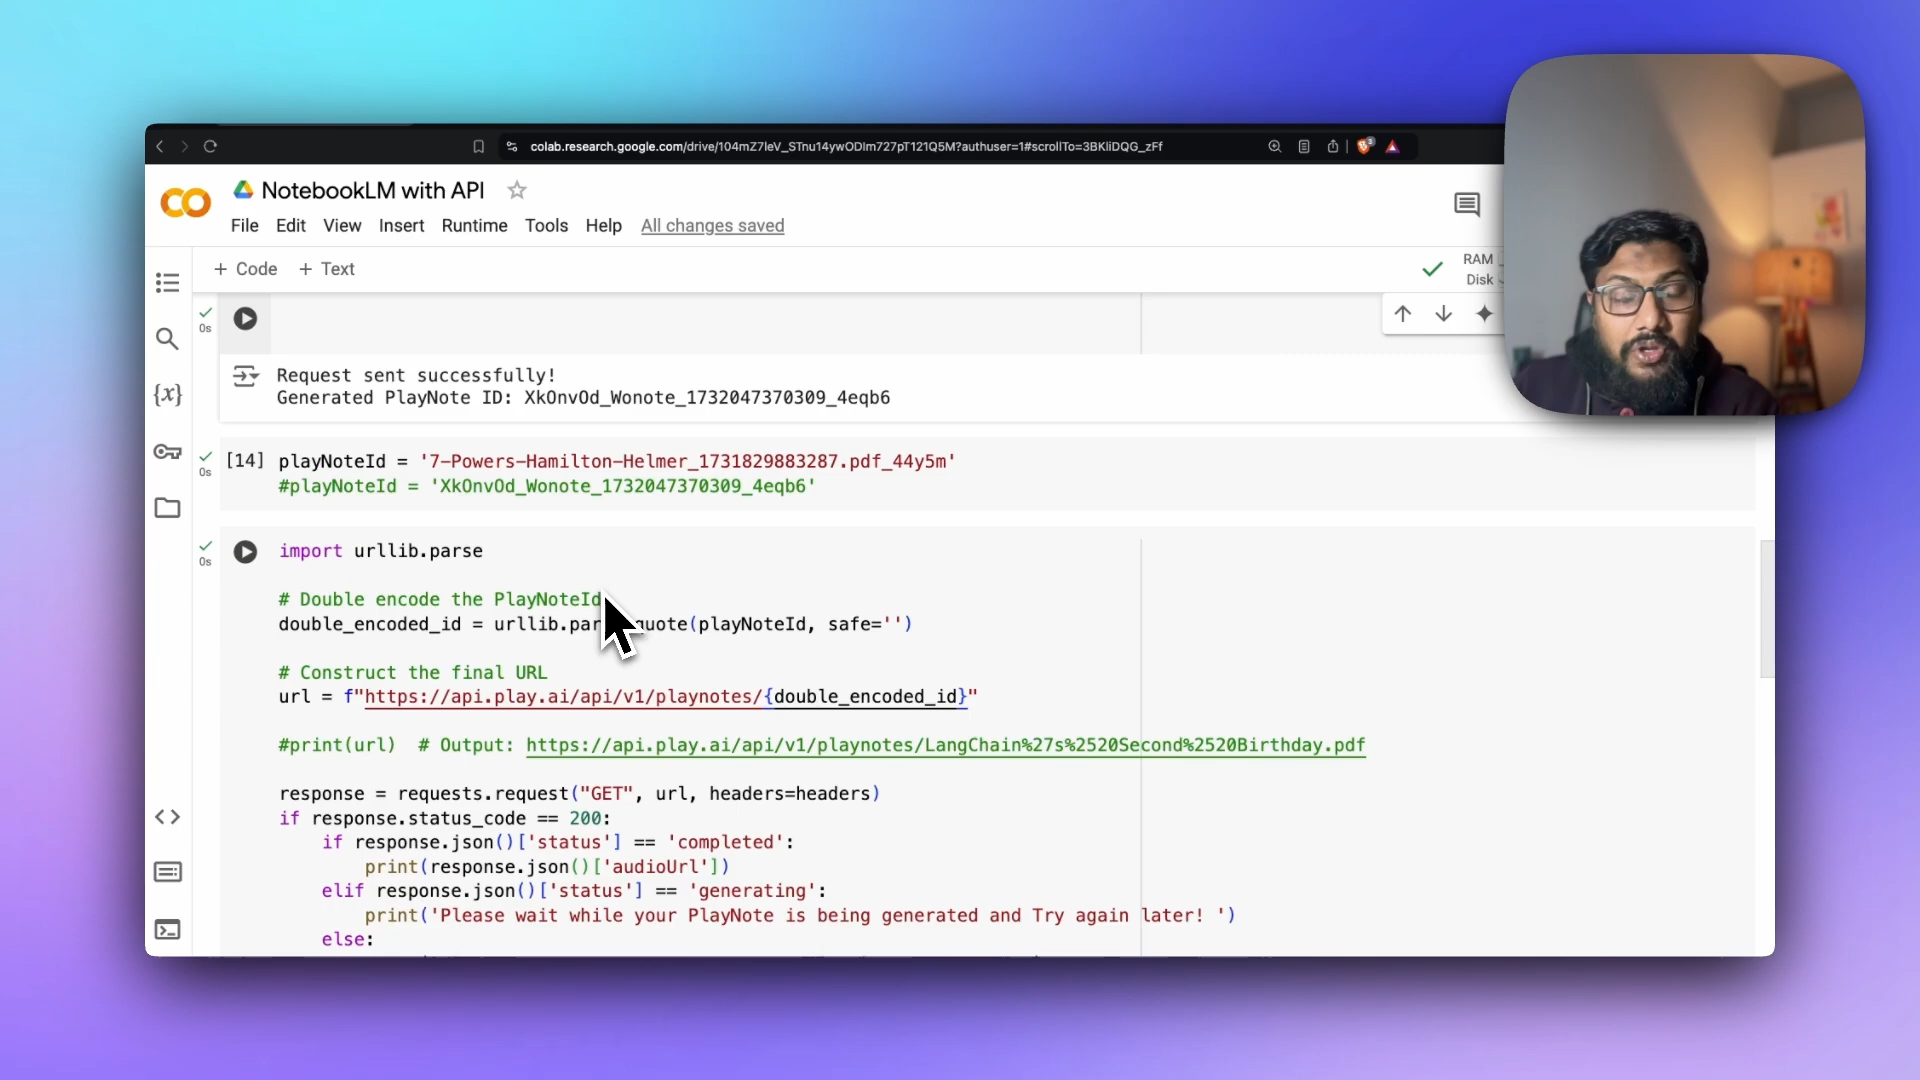 colab.research.google.com/drive/104mZ7IeV_STnu14ywODIm727pT121Q5M?authuser=1#scrollTo=3BKliDQG_zFf
CO NotebookLM with API
File Edit View Insert Runtime Tools Help All changes saved
+ Code + Text
RAM
Disk
0s
Request sent successfully!
Generated PlayNote ID: XkOnvOd_Wonote_1732047370309_4eqb6
0s
[14] playNoteId = '7-Powers-Hamilton-Helmer_1731829883287.pdf_44y5m'
#playNoteId = 'XkOnvOd_Wonote_1732047370309_4eqb6'
0s
import urllib.parse
# Double encode the PlayNoteId
double_encoded_id = urllib.par quote(playNoteId, safe='')
# Construct the final URL
url = f"https://api.play.ai/api/v1/playnotes/{double_encoded_id}"
#print(url) # Output: https://api.play.ai/api/v1/playnotes/LangChain%27s%2520Second%2520Birthday.pdf
response = requests.request("GET", url, headers=headers)
if response.status_code == 200:
if response.json()['status'] == 'completed':
print(response.json()['audioUrl'])
elif response.json()['status'] == 'generating':
print('Please wait while your PlayNote is being generated and Try again later! ')
else: